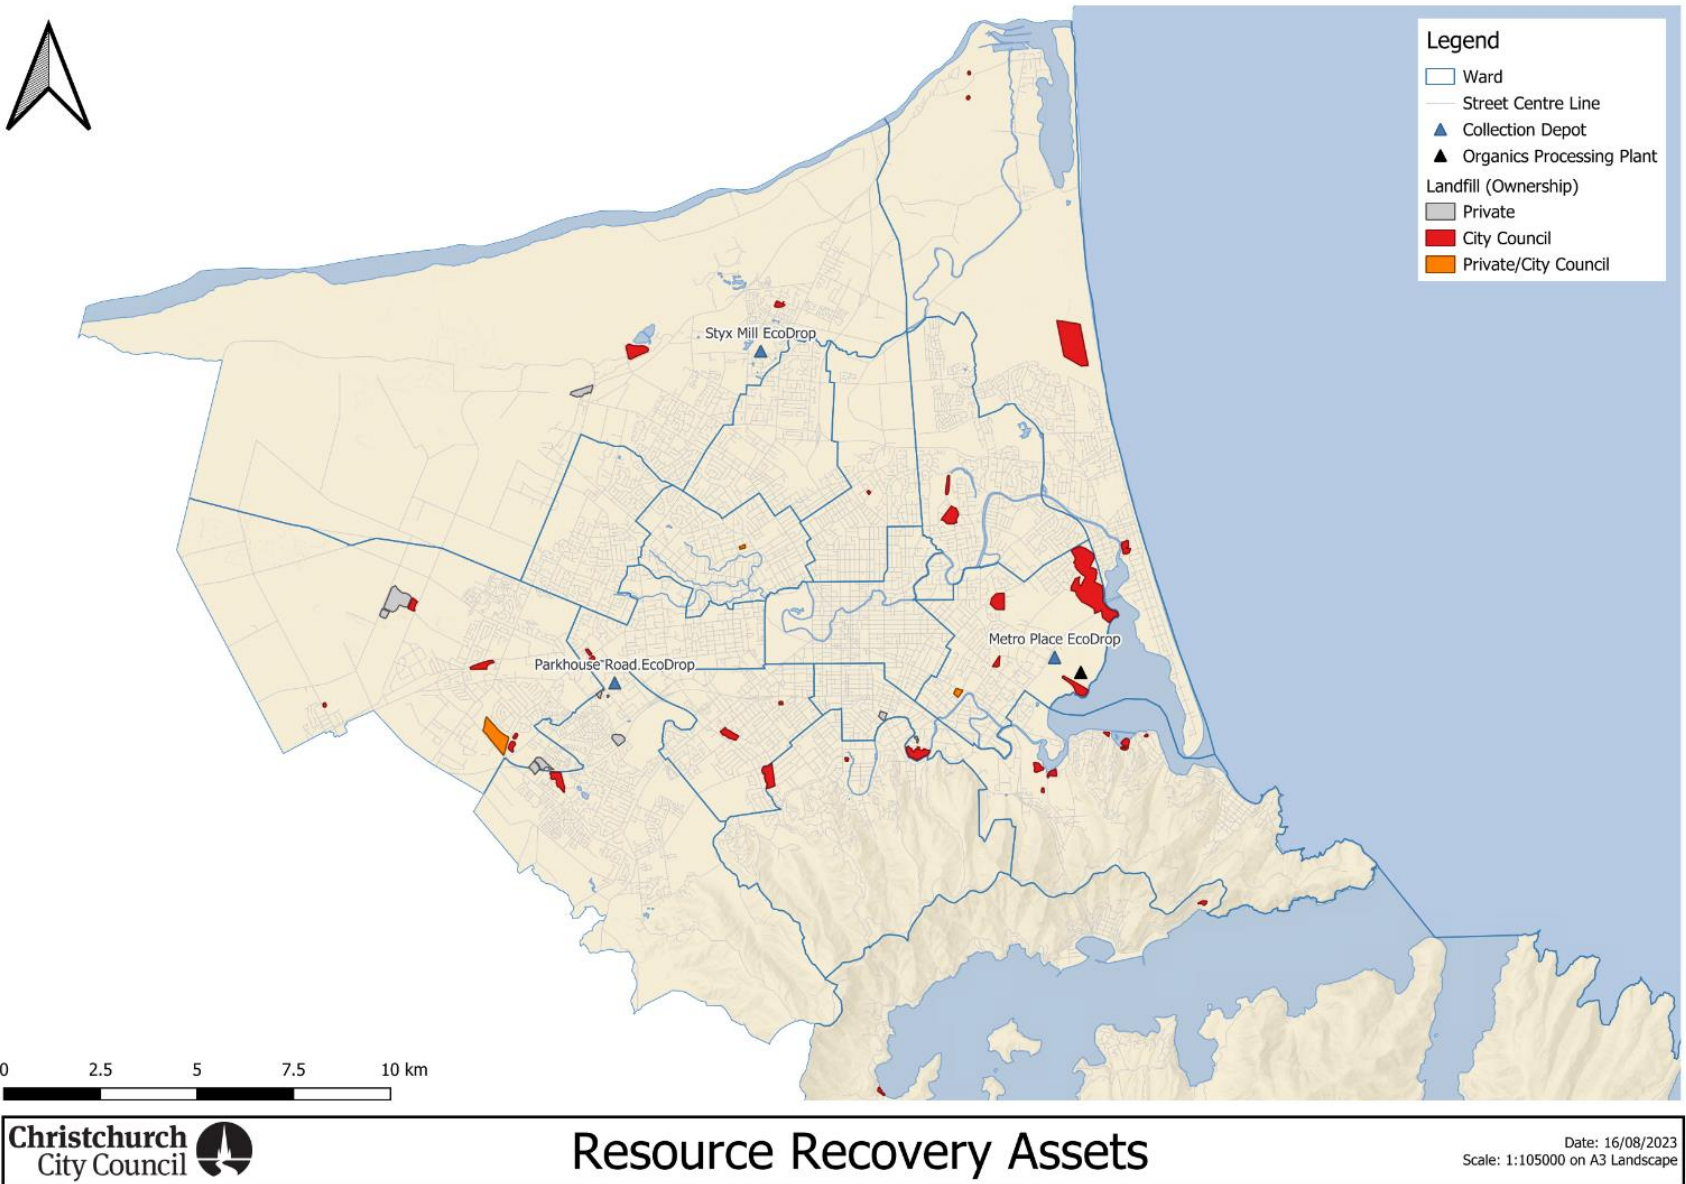 Legend
Ward
Street Centre Line
Collection Depot
Organics Processing Plant
Landfill (Ownership)
Private
City Council
Private/City Council
Styx Mill EcoDrop
Metro Place EcoDrop
Parkhouse Road EcoDrop
0 2.5 5 7.5 10 km
Christchurch
City Council
Resource Recovery Assets
Date: 16/08/2023
Scale: 1:105000 on A3 Landscape